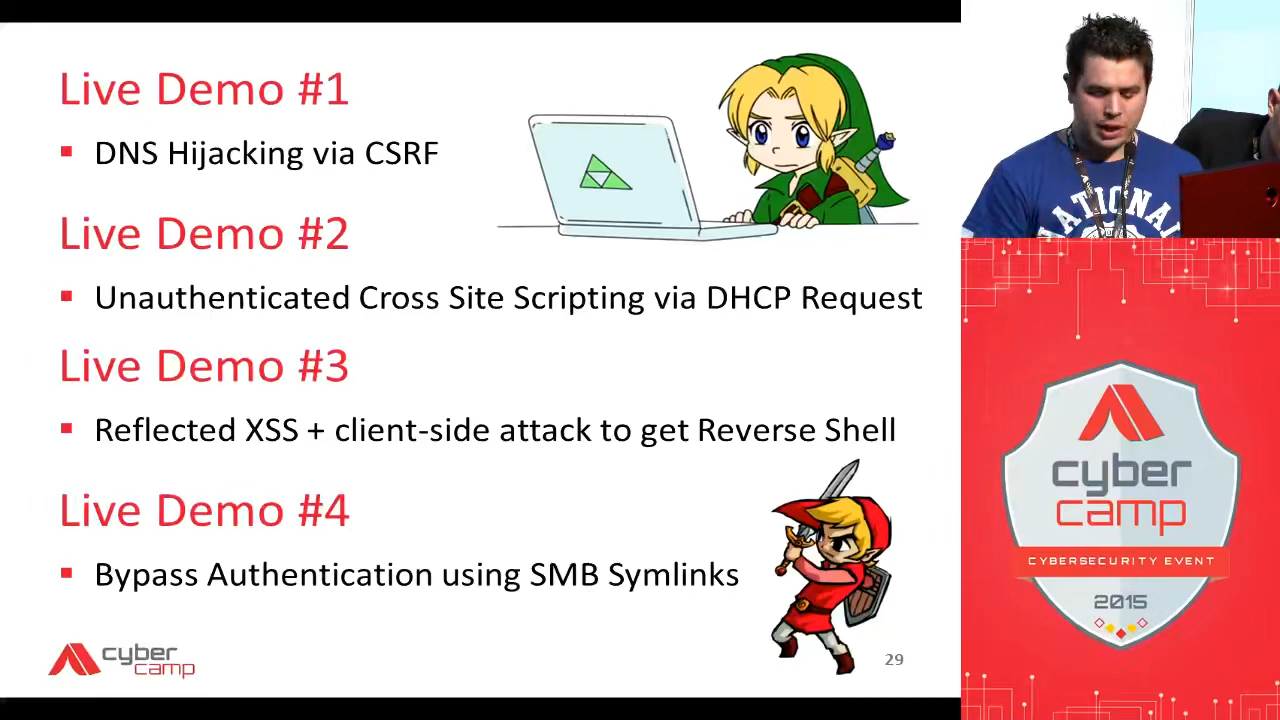 Live Demo #1
▪ DNS Hijacking via CSRF
Live Demo #2
▪ Unauthenticated Cross Site Scripting via DHCP Request
Live Demo #3
▪ Reflected XSS + client-side attack to get Reverse Shell
Live Demo #4
▪ Bypass Authentication using SMB Symlinks
cyber
camp
29
NATIONAL
cyber
camp
CYBERSECURITY EVENT
2015